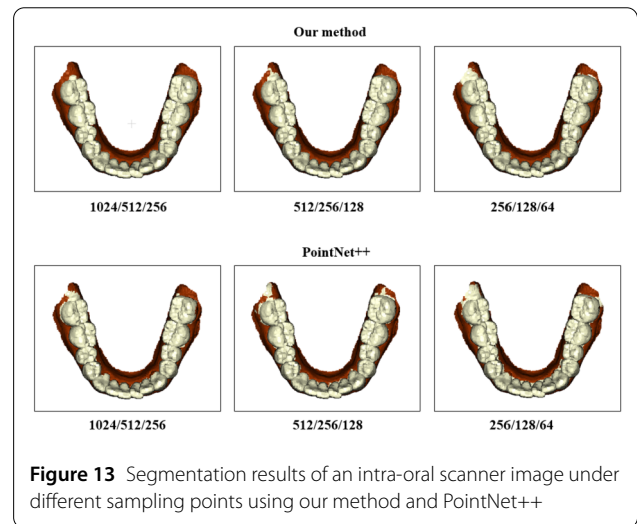 Our method
1024/512/256 512/256/128 256/128/64
PointNet++
1024/512/256 512/256/128 256/128/64
Figure 13 Segmentation results of an intra-oral scanner image under
different sampling points using our method and PointNet++